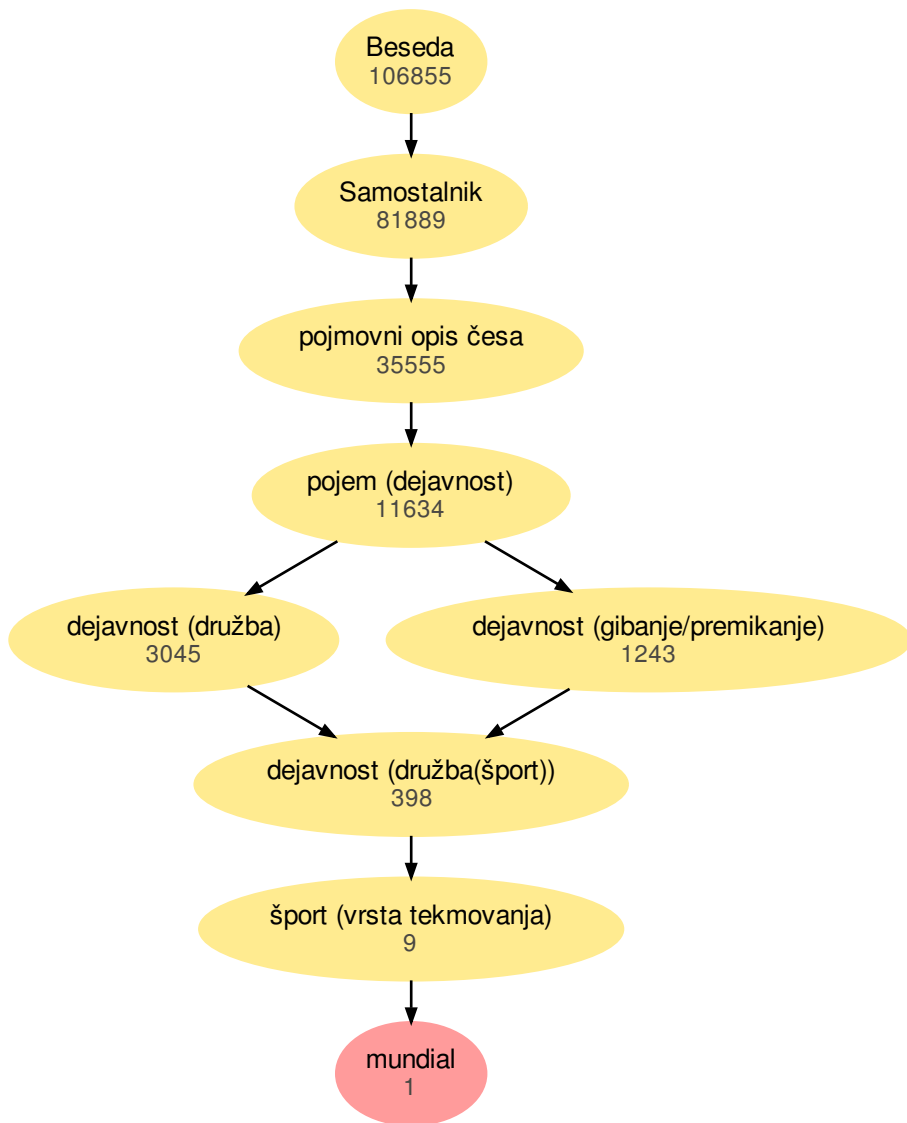 Beseda
106855
Samostalnik
81889
pojmovni opis česa
35555
pojem (dejavnost)
11634
dejavnost (družba)
3045
dejavnost (gibanje/premikanje)
1243
dejavnost (družba(šport))
398
šport (vrsta tekmovanja)
9
mundial
1